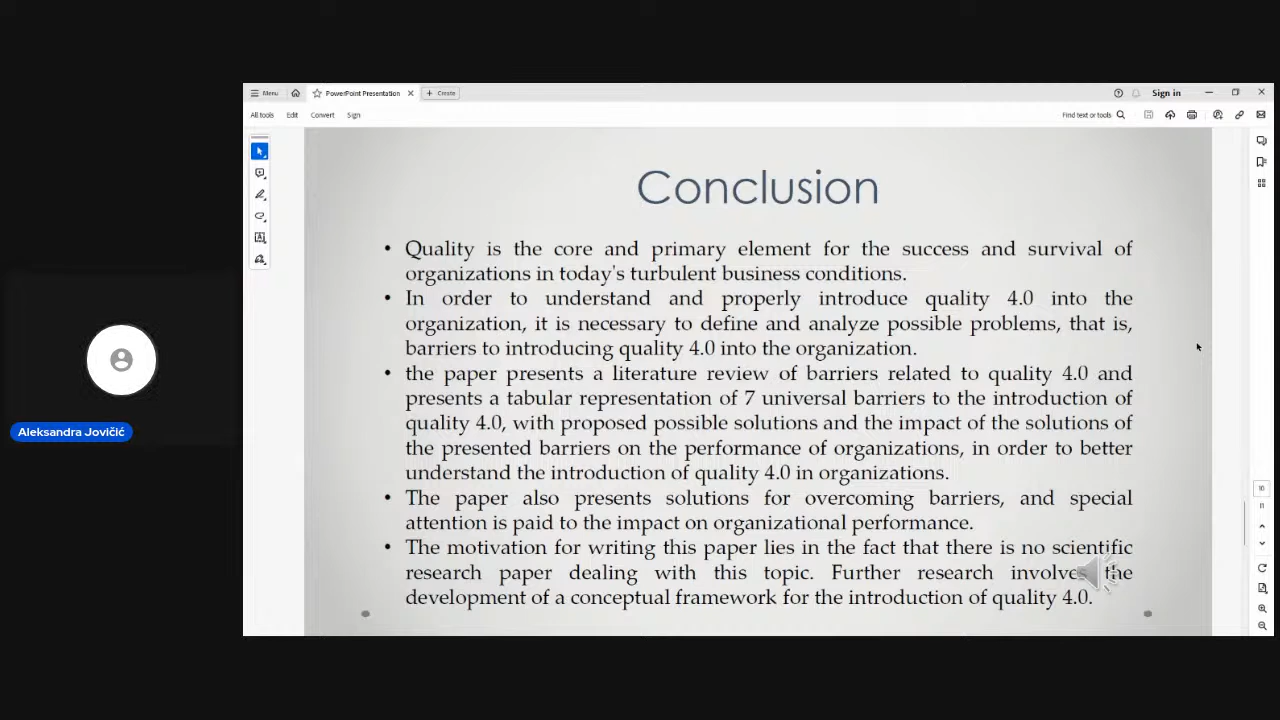 Menu
PowerPoint Presentation
Create
Sign in
All tools Edit Convert Sign
Find text or tools
Conclusion
• Quality is the core and primary element for the success and survival of
organizations in today's turbulent business conditions.
• In order to understand and properly introduce quality 4.0 into the
organization, it is necessary to define and analyze possible problems, that is,
barriers to introducing quality 4.0 into the organization.
• the paper presents a literature review of barriers related to quality 4.0 and
presents a tabular representation of 7 universal barriers to the introduction of
quality 4.0, with proposed possible solutions and the impact of the solutions of
the presented barriers on the performance of organizations, in order to better
understand the introduction of quality 4.0 in organizations.
• The paper also presents solutions for overcoming barriers, and special
attention is paid to the impact on organizational performance.
• The motivation for writing this paper lies in the fact that there is no scientific
research paper dealing with this topic. Further research involves the
development of a conceptual framework for the introduction of quality 4.0.
Aleksandra Jovičić